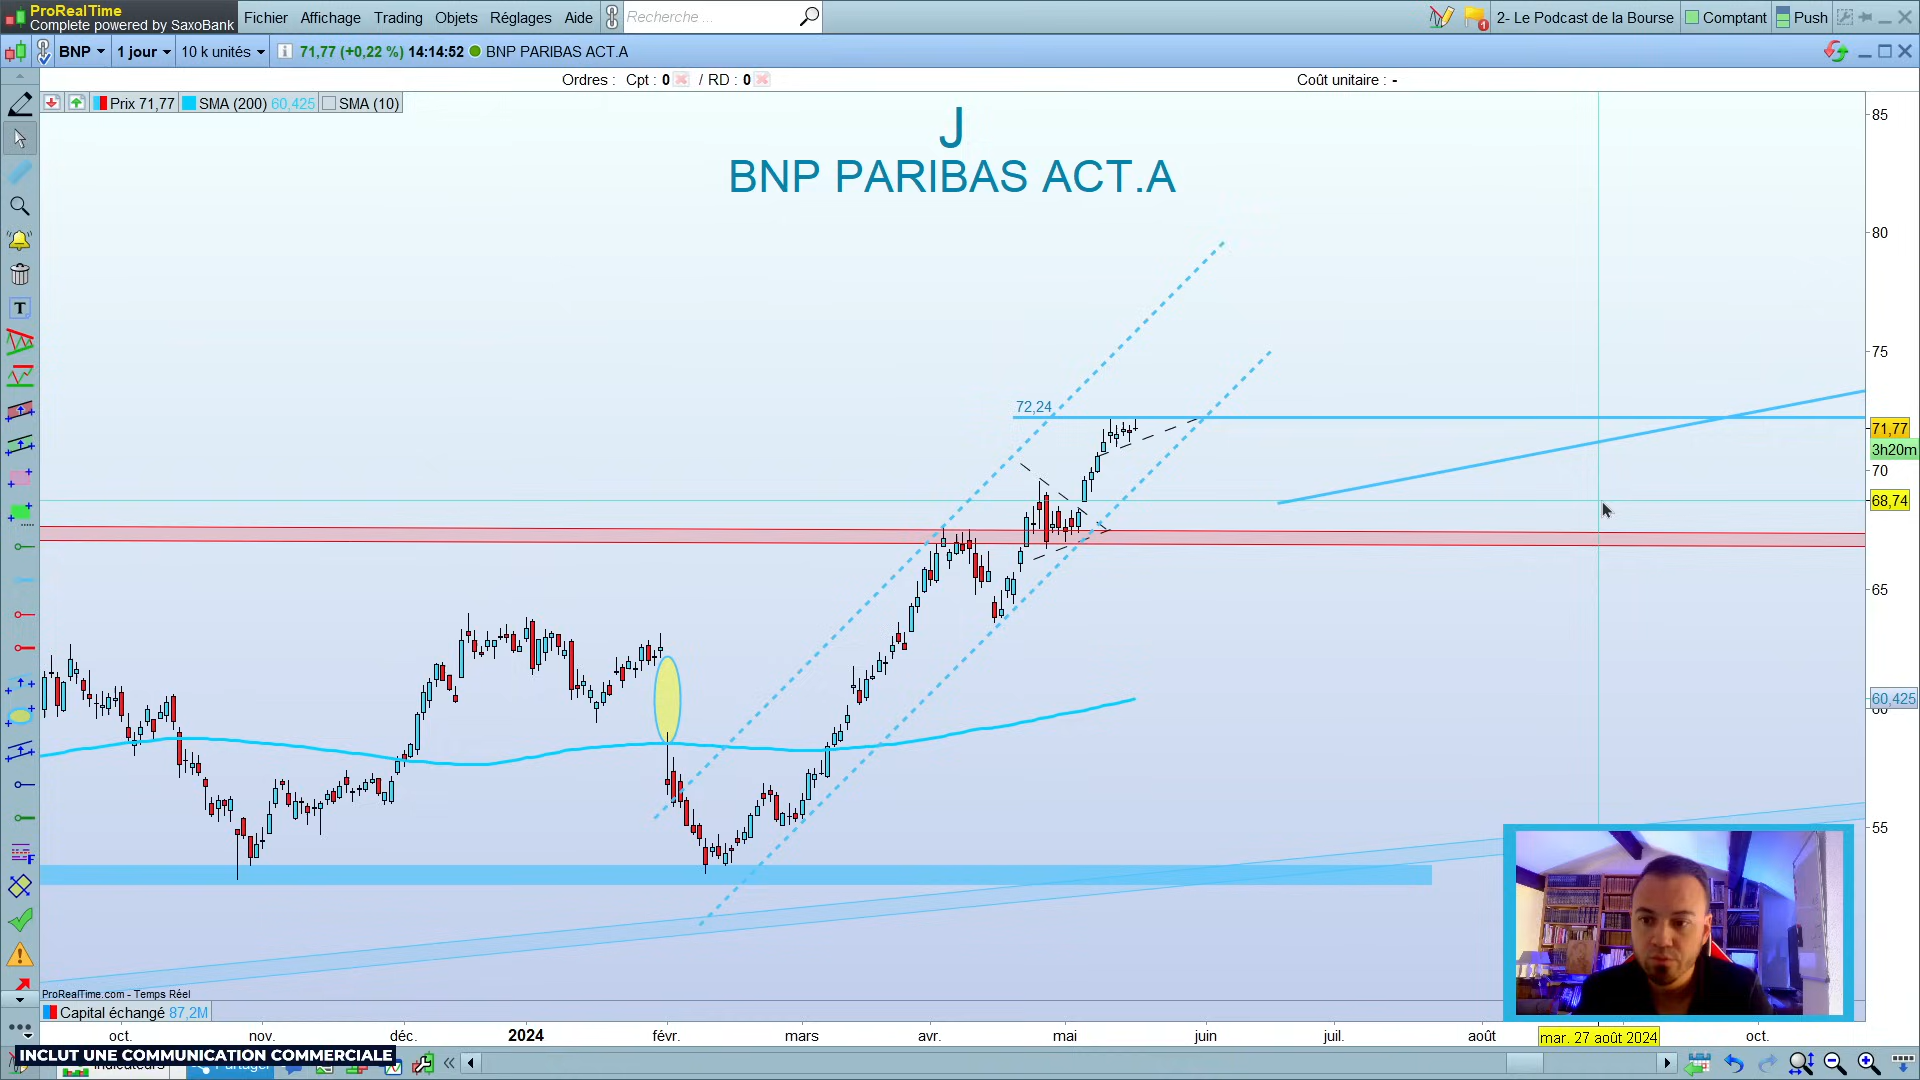 ProRealTime
Complete powered by SaxoBank
Fichier Affichage Trading Objets Réglages Aide Recherche ... 2- Le Podcast de la Bourse Comptant Push
BNP 1 jour 10 k unités 71,77 (+0,22 %) 14:14:52 BNP PARIBAS ACT.A
Ordres : Cpt : 0 / RD : 0 Coût unitaire : -
Prix 71,77 SMA (200) 60,425 SMA (10)
J
BNP PARIBAS ACT.A
85
80
75
72,24
71,77
3h20m
70
68,74
65
60,425
60
55
ProRealTime.com - Temps Réel
Capital échangé 87,2M
oct. nov. déc. 2024 févr. mars avr. mai juin juil. août mar. 27 août 2024 oct.
INCLUT UNE COMMUNICATION COMMERCIALE
Indicateurs Partager